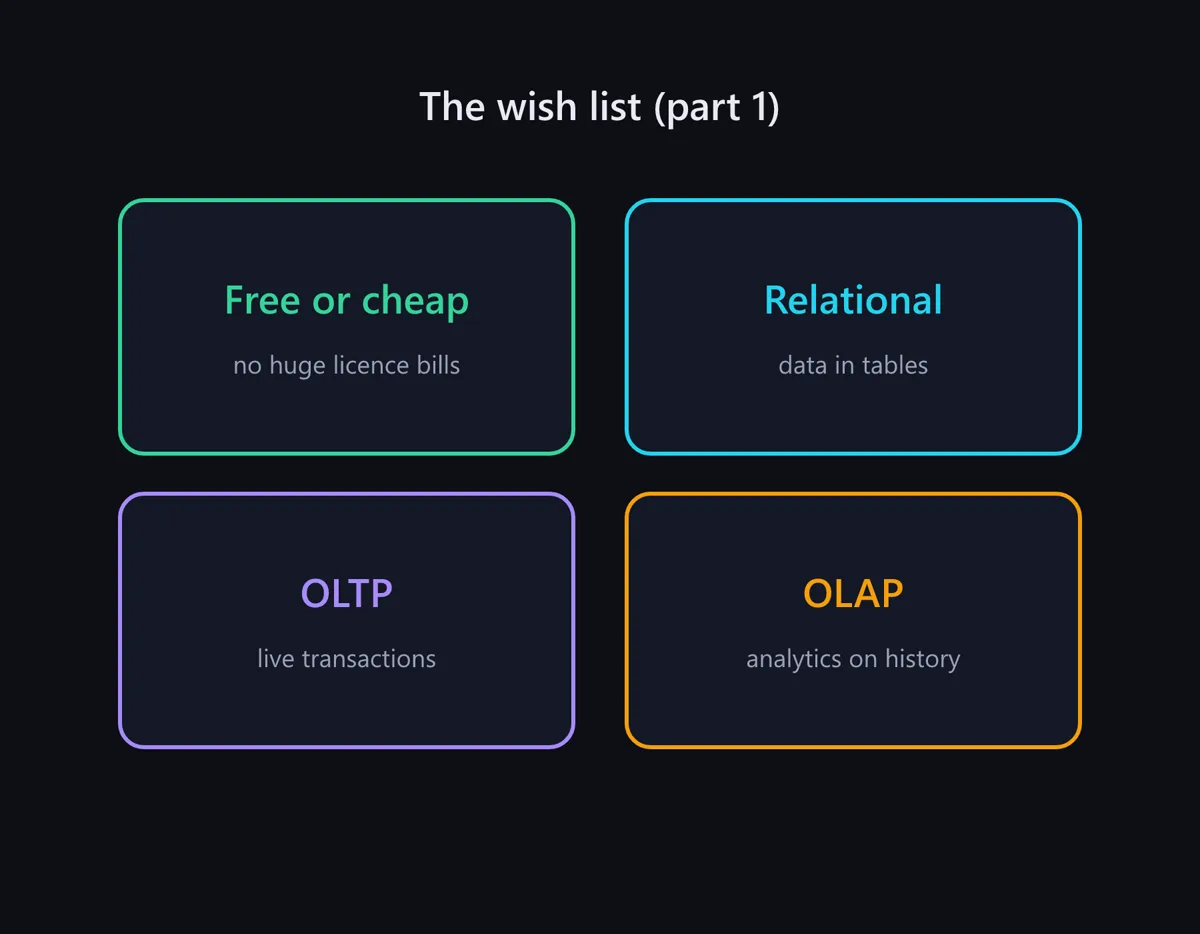 The wish list (part 1)
Free or cheap
no huge licence bills
Relational
data in tables
OLTP
live transactions
OLAP
analytics on history